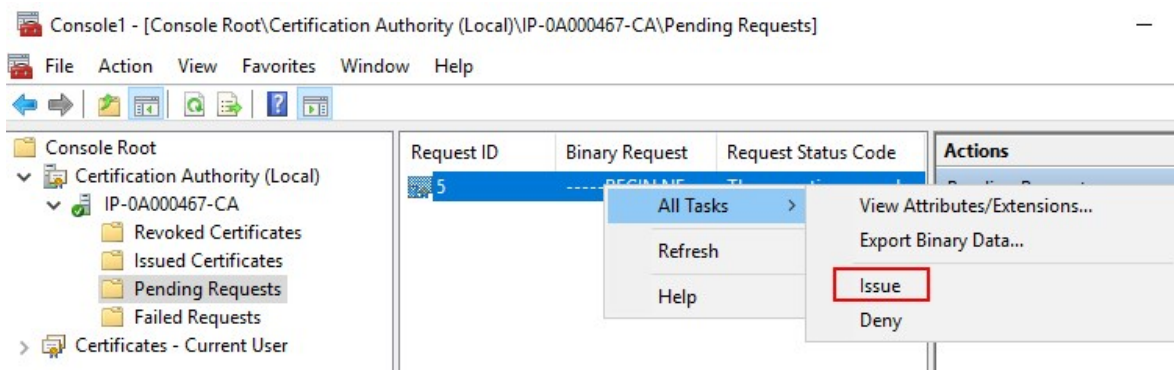 Console1 - [Console Root\Certification Authority (Local)\IP-0A000467-CA\Pending Requests]
File Action View Favorites Window Help
Console Root
Certification Authority (Local)
IP-0A000467-CA
Revoked Certificates
Issued Certificates
Pending Requests
Failed Requests
Certificates - Current User
Request ID Binary Request Request Status Code
5
All Tasks
Refresh
Help
View Attributes/Extensions...
Export Binary Data...
Issue
Deny
Actions